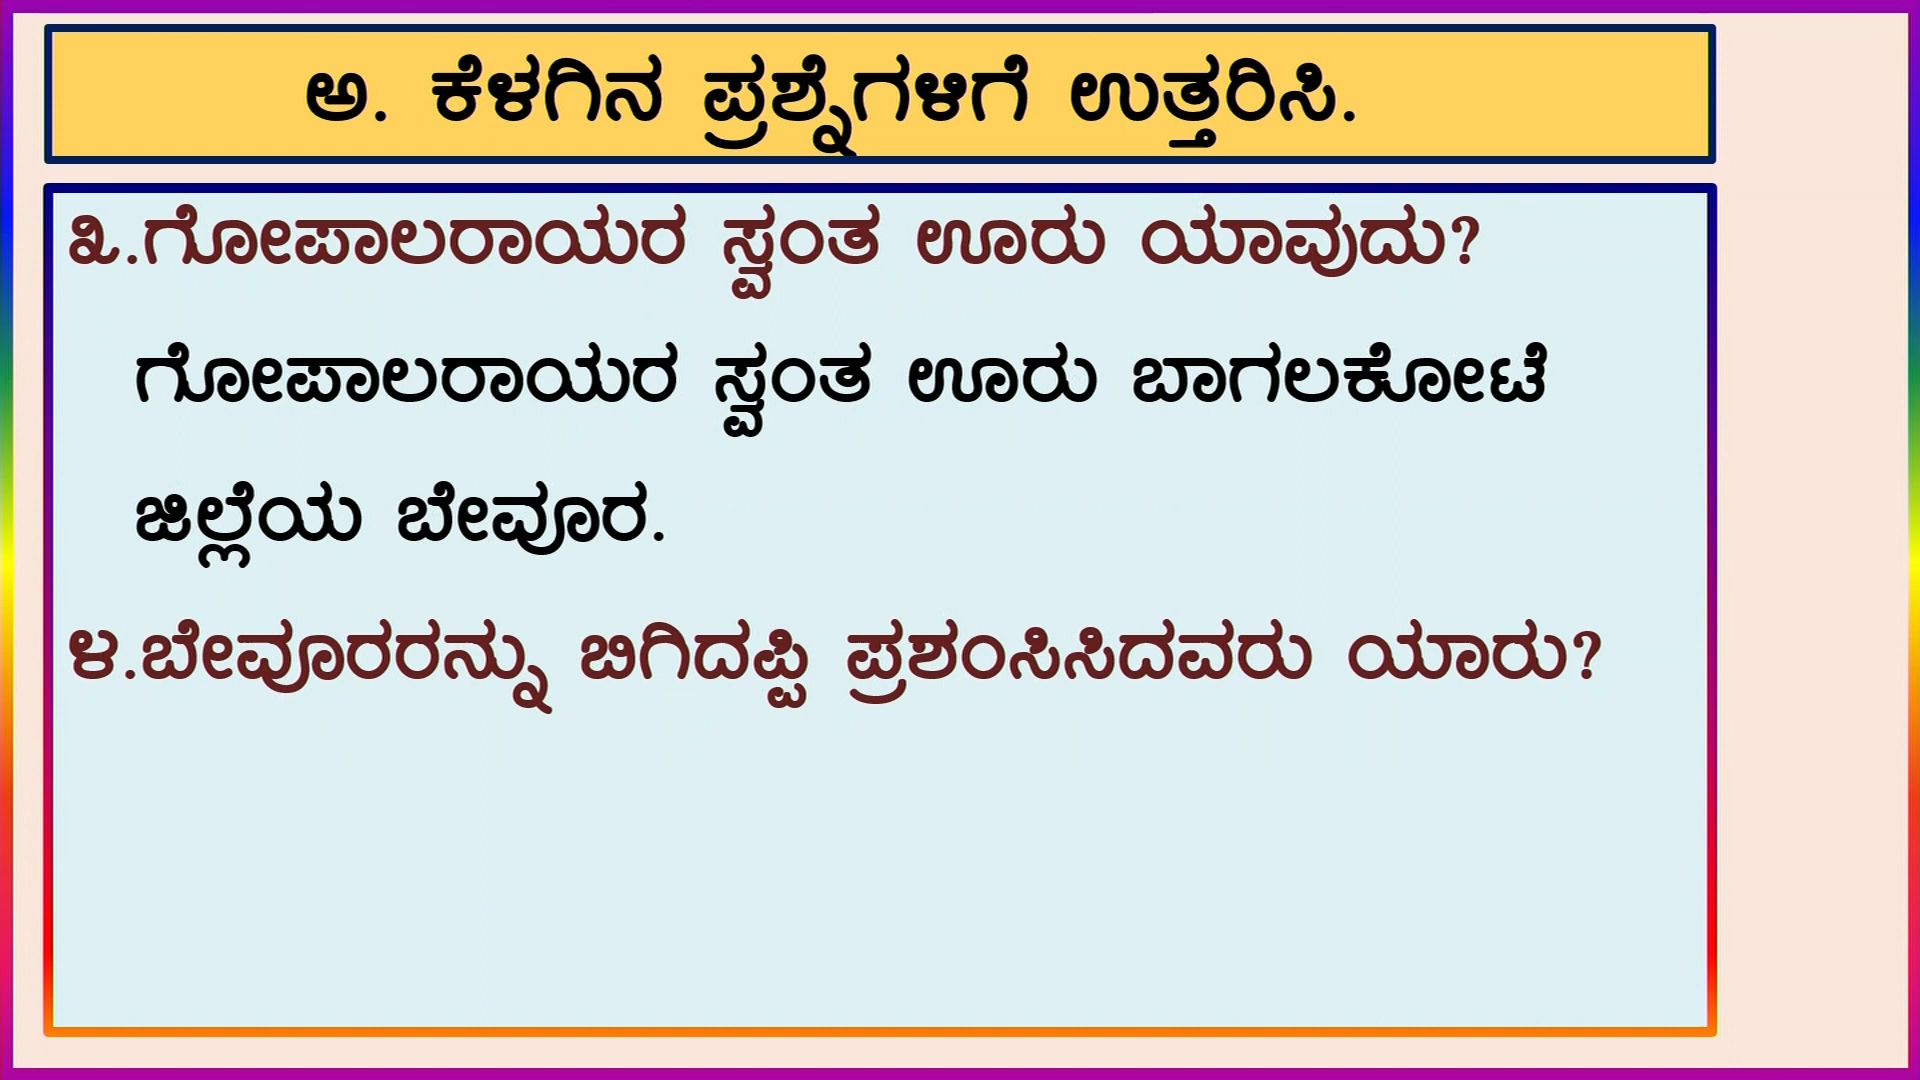 ಅ. ಕೆಳಗಿನ ಪ್ರಶ್ನೆಗಳಿಗೆ ಉತ್ತರಿಸಿ.
೩.ಗೋಪಾಲರಾಯರ ಸ್ವಂತ ಊರು ಯಾವುದು?
ಗೋಪಾಲರಾಯರ ಸ್ವಂತ ಊರು ಬಾಗಲಕೋಟೆ
ಜಿಲ್ಲೆಯ ಬೇವೂರ.
೪.ಬೇವೂರರನ್ನು ಬಿಗಿದಪ್ಪಿ ಪ್ರಶಂಸಿಸಿದವರು ಯಾರು?